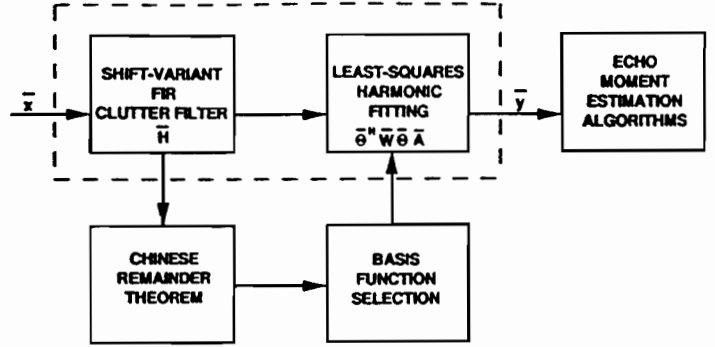 x̅
SHIFT-VARIANT
FIR
CLUTTER FILTER
H̅
LEAST-SQUARES
HARMONIC
FITTING
Θ̅ᴴ W̅ Θ̅ A̅
y̅
ECHO
MOMENT
ESTIMATION
ALGORITHMS
CHINESE
REMAINDER
THEOREM
BASIS
FUNCTION
SELECTION